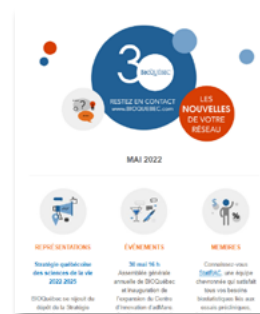 30
BIOQuébec
RESTEZ EN CONTACT
www.BIOQUEBEC.com
LES
NOUVELLES
DE VOTRE
RÉSEAU
MAI 2022
REPRÉSENTATIONS
Stratégie québécoise
des sciences de la vie
2022-2025
BIOQuébec se réjouit du
dépôt de la Stratégie
ÉVÉNEMENTS
30 mai 16 h
Assemblée générale
annuelle de BIOQuébec
et inauguration de
l'expansion du Centre
d'innovation d'adMare
MEMBRES
Connaissez-vous
une équipe
chevronnée qui satisfait
tous vos besoins
biostatistiques liés aux
essais précliniques,